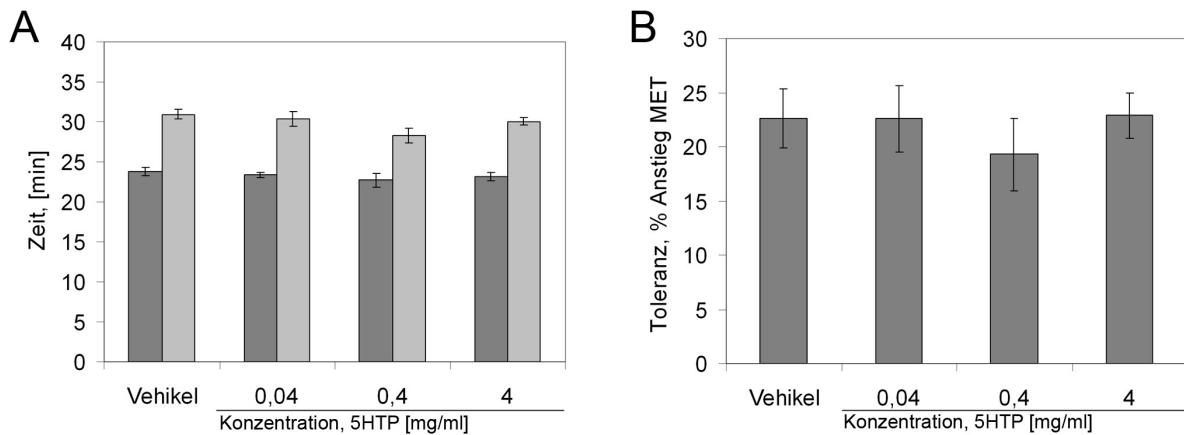 A
Zeit, [min]
40
35
30
25
20
15
10
5
0
Vehikel 0,04 0,4 4
Konzentration, 5HTP [mg/ml]
B
Toleranz, % Anstieg MET
30
25
20
15
10
5
0
Vehikel 0,04 0,4 4
Konzentration, 5HTP [mg/ml]